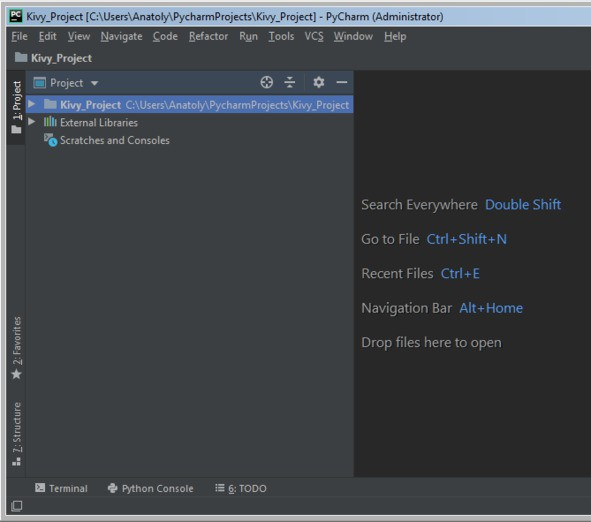 PC Kivy_Project [C:\Users\Anatoly\PycharmProjects\Kivy_Project] - PyCharm (Administrator)
File Edit View Navigate Code Refactor Run Tools VCS Window Help
Kivy_Project
1: Project
Project
Kivy_Project C:\Users\Anatoly\PycharmProjects\Kivy_Project
External Libraries
Scratches and Consoles
Search Everywhere Double Shift
Go to File Ctrl+Shift+N
Recent Files Ctrl+E
Navigation Bar Alt+Home
Drop files here to open
2: Favorites
7: Structure
Terminal Python Console 6: TODO